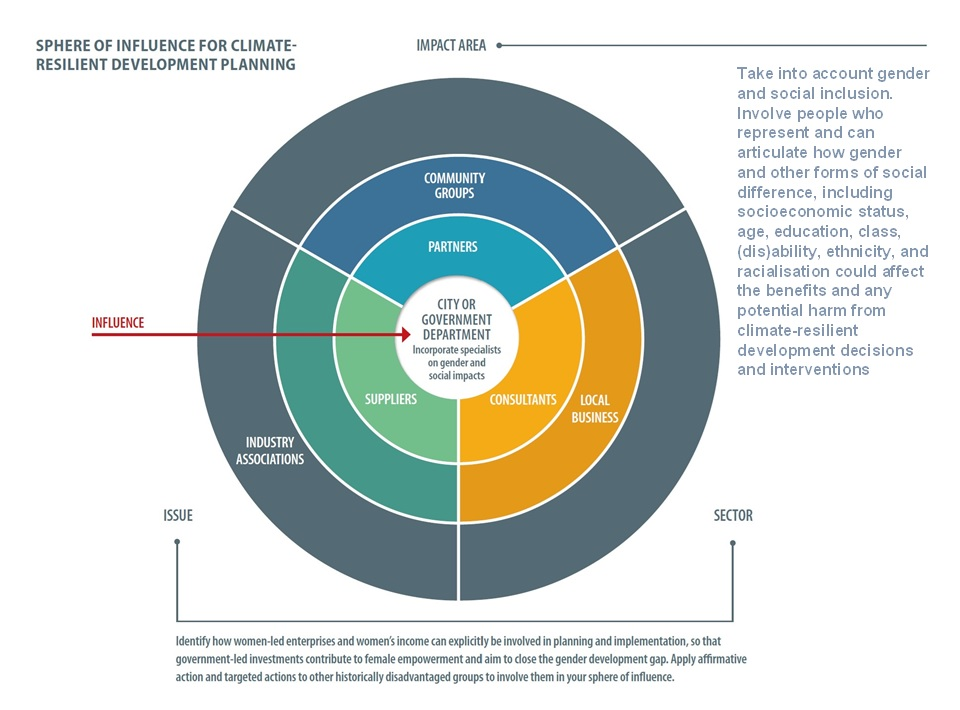 SPHERE OF INFLUENCE FOR CLIMATE-
RESILIENT DEVELOPMENT PLANNING
IMPACT AREA
Take into account gender
and social inclusion.
Involve people who
represent and can
articulate how gender
and other forms of social
difference, including
socioeconomic status,
age, education, class,
(dis)ability, ethnicity, and
racialisation could affect
the benefits and any
potential harm from
climate-resilient
development decisions
and interventions
COMMUNITY
GROUPS
PARTNERS
INFLUENCE
CITY OR
GOVERNMENT
DEPARTMENT
Incorporate specialists
on gender and
social impacts
SUPPLIERS
CONSULTANTS
LOCAL
BUSINESS
INDUSTRY
ASSOCIATIONS
ISSUE
SECTOR
Identify how women-led enterprises and women's income can explicitly be involved in planning and implementation, so that
government-led investments contribute to female empowerment and aim to close the gender development gap. Apply affirmative
action and targeted actions to other historically disadvantaged groups to involve them in your sphere of influence.